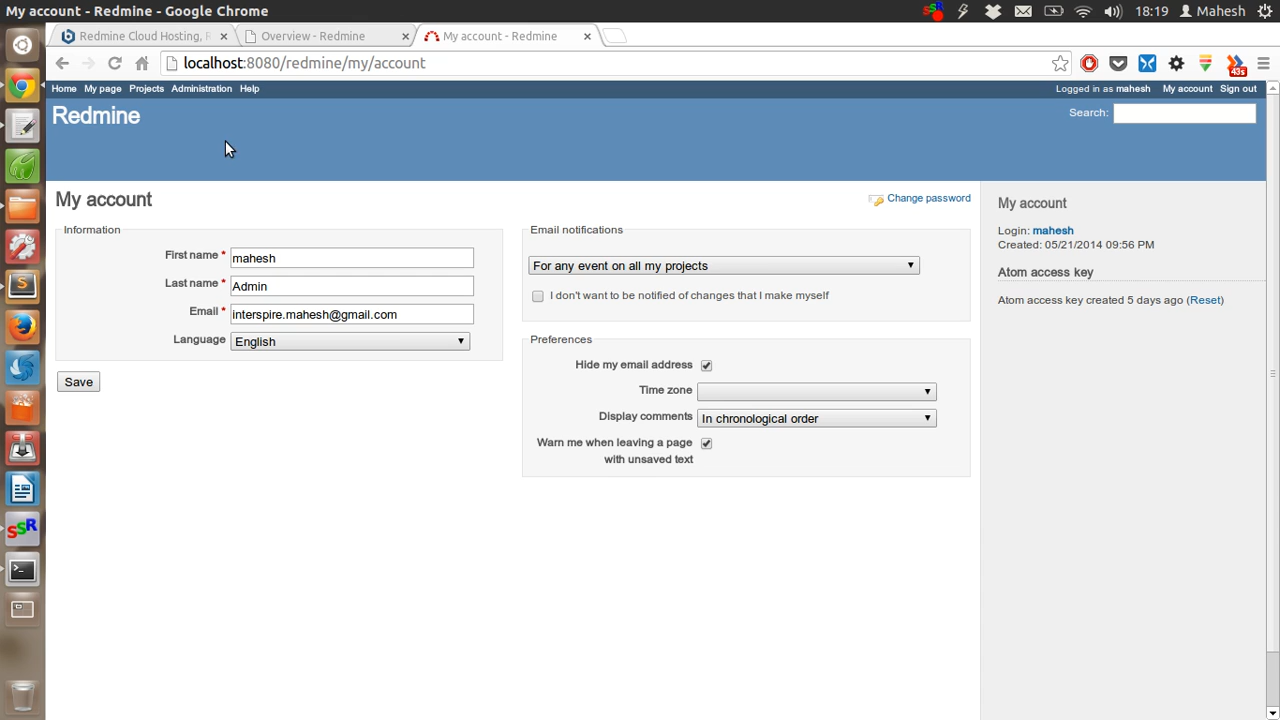 My account - Redmine - Google Chrome
18:19 Mahesh
Redmine Cloud Hosting, R
Overview - Redmine
My account - Redmine
localhost:8080/redmine/my/account
43s
Home My page Projects Administration Help
Logged in as mahesh My account Sign out
Redmine
Search:
My account
Change password
Information
First name * mahesh
Last name * Admin
Email * interspire.mahesh@gmail.com
Language English
Save
Email notifications
For any event on all my projects
I don't want to be notified of changes that I make myself
Preferences
Hide my email address
Time zone
Display comments In chronological order
Warn me when leaving a page
with unsaved text
My account
Login: mahesh
Created: 05/21/2014 09:56 PM
Atom access key
Atom access key created 5 days ago (Reset)
SSR